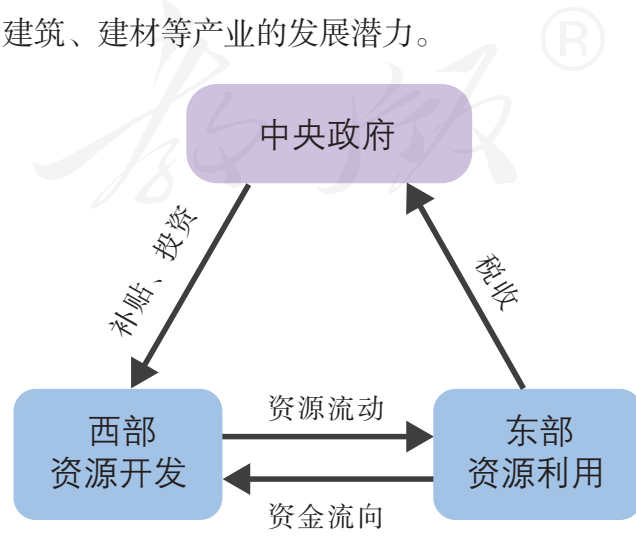 建筑、建材等产业的发展潜力。
中央政府
补贴、投资
税收
西部
资源开发
资源流动
资金流向
东部
资源利用